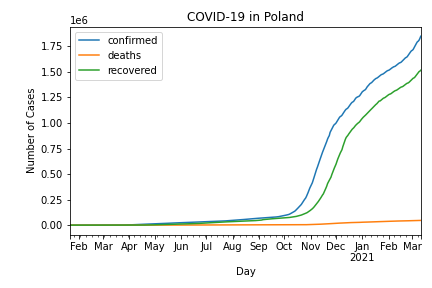 COVID-19 in Poland
1e6
confirmed
deaths
recovered
1.75
1.50
1.25
1.00
0.75
0.50
0.25
0.00
Number of Cases
Feb Mar Apr May Jun Jul Aug Sep Oct Nov Dec Jan Feb Mar
2021
Day